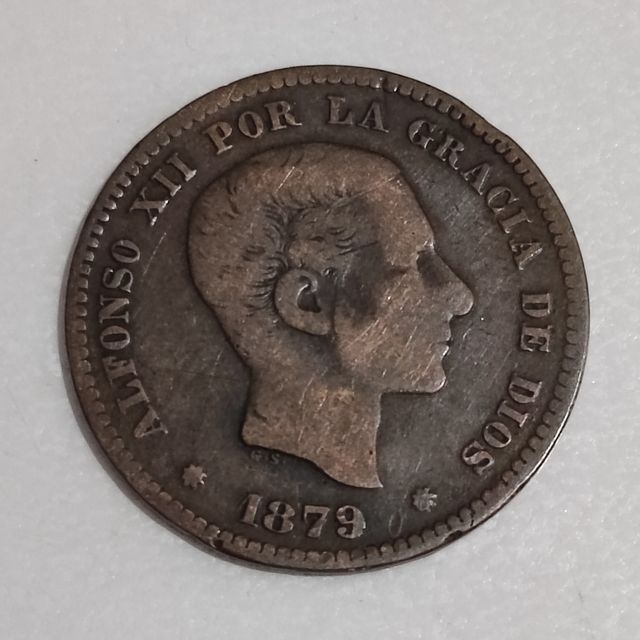 ALFONSO XII POR LA GRACIA DE DIOS
G.S.
1879